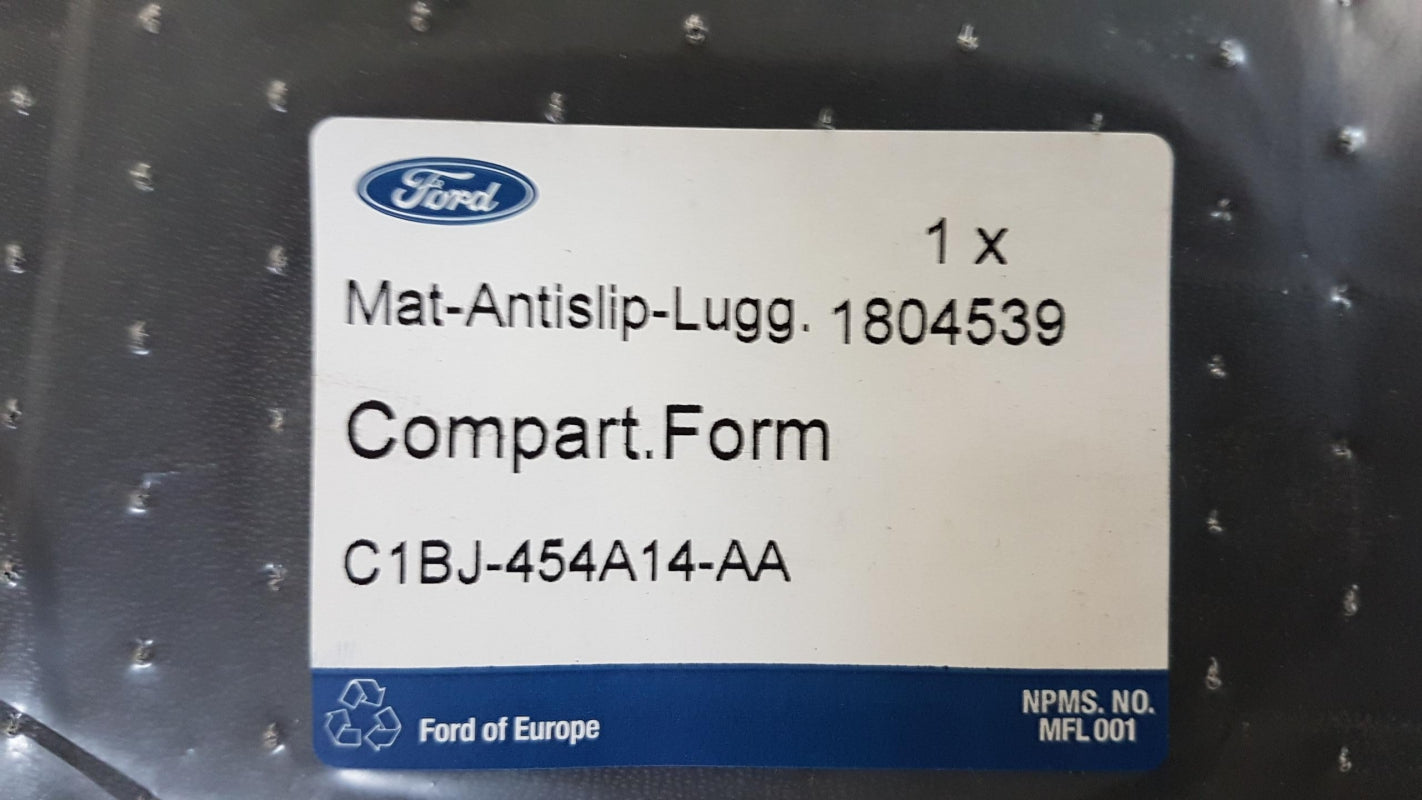 Ford
1 x
Mat-Antislip-Lugg. 1804539
Compart.Form
C1BJ-454A14-AA
Ford of Europe
NPMS. NO.
MFL 001